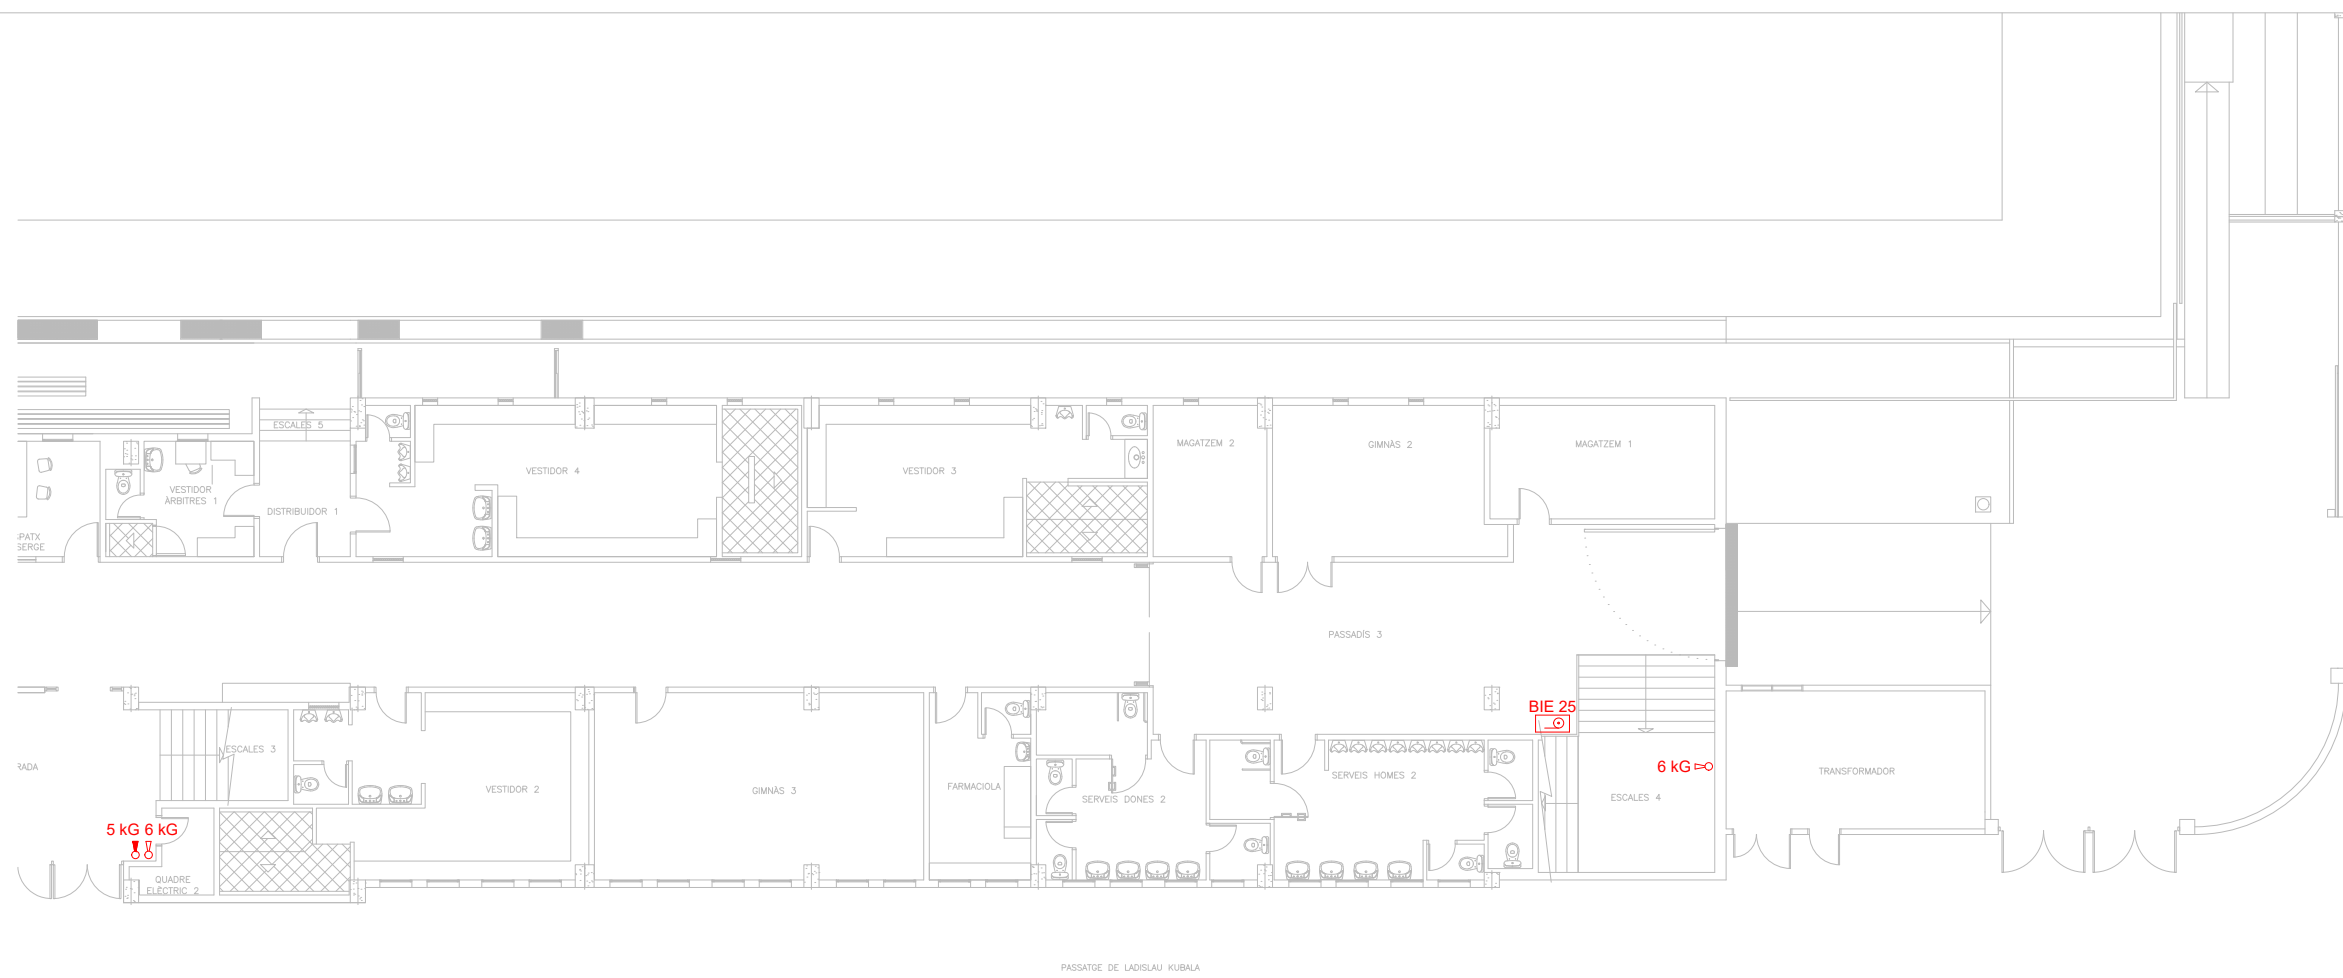 ESCALES 5
MAGATZEM 2
GIMNÀS 2
MAGATZEM 1
VESTIDOR 4
VESTIDOR 3
VESTIDOR
ÀRBITRES 1
DISTRIBUIDOR 1
PATX
SERGE
PASSADÍS 3
BIE 25
ESCALES 3
RADA
6 kG
TRANSFORMADOR
SERVEIS HOMES 2
VESTIDOR 2
GIMNÀS 3
FARMACIOLA
SERVEIS DONES 2
ESCALES 4
5 kG 6 kG
QUADRE
ELÈCTRIC 2
PASSATGE DE LADISLAU KUBALA